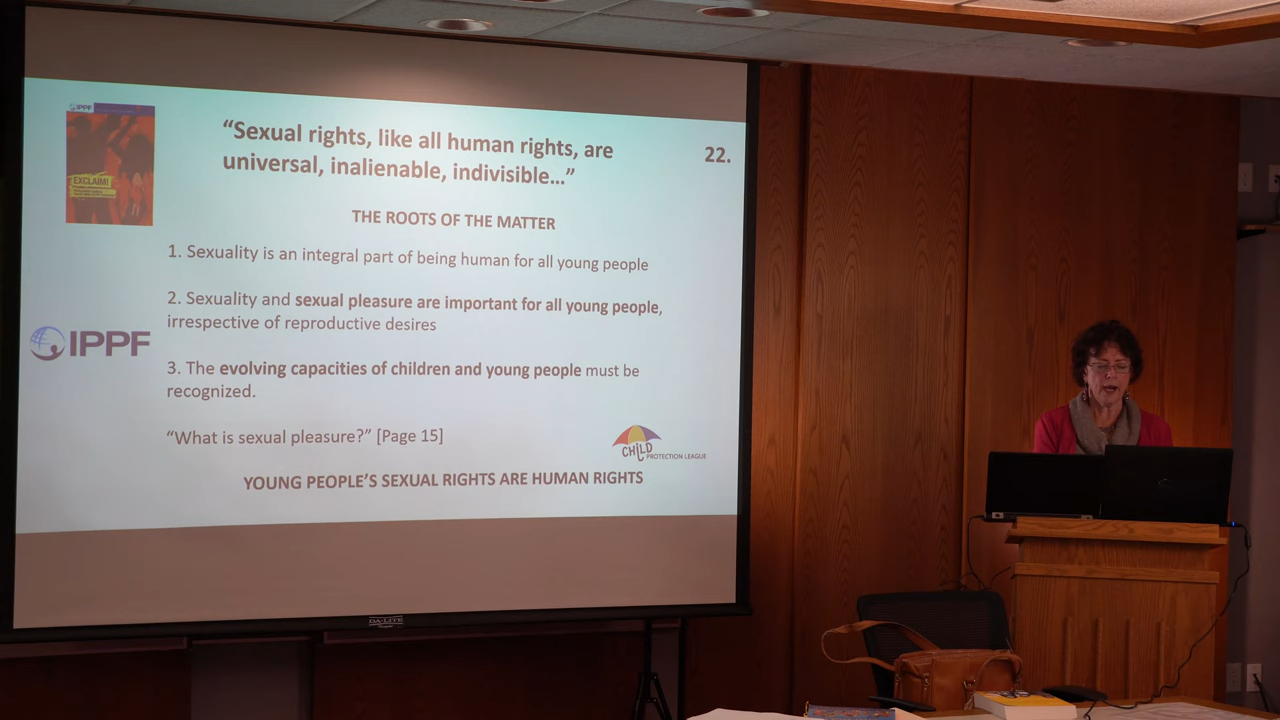 IPPF
EXCLAIM!
“Sexual rights, like all human rights, are
universal, inalienable, indivisible...”
22.
THE ROOTS OF THE MATTER
1. Sexuality is an integral part of being human for all young people
2. Sexuality and sexual pleasure are important for all young people,
irrespective of reproductive desires
IPPF
3. The evolving capacities of children and young people must be
recognized.
“What is sexual pleasure?” [Page 15]
CHILD
PROTECTION LEAGUE
YOUNG PEOPLE’S SEXUAL RIGHTS ARE HUMAN RIGHTS
DA-LITE